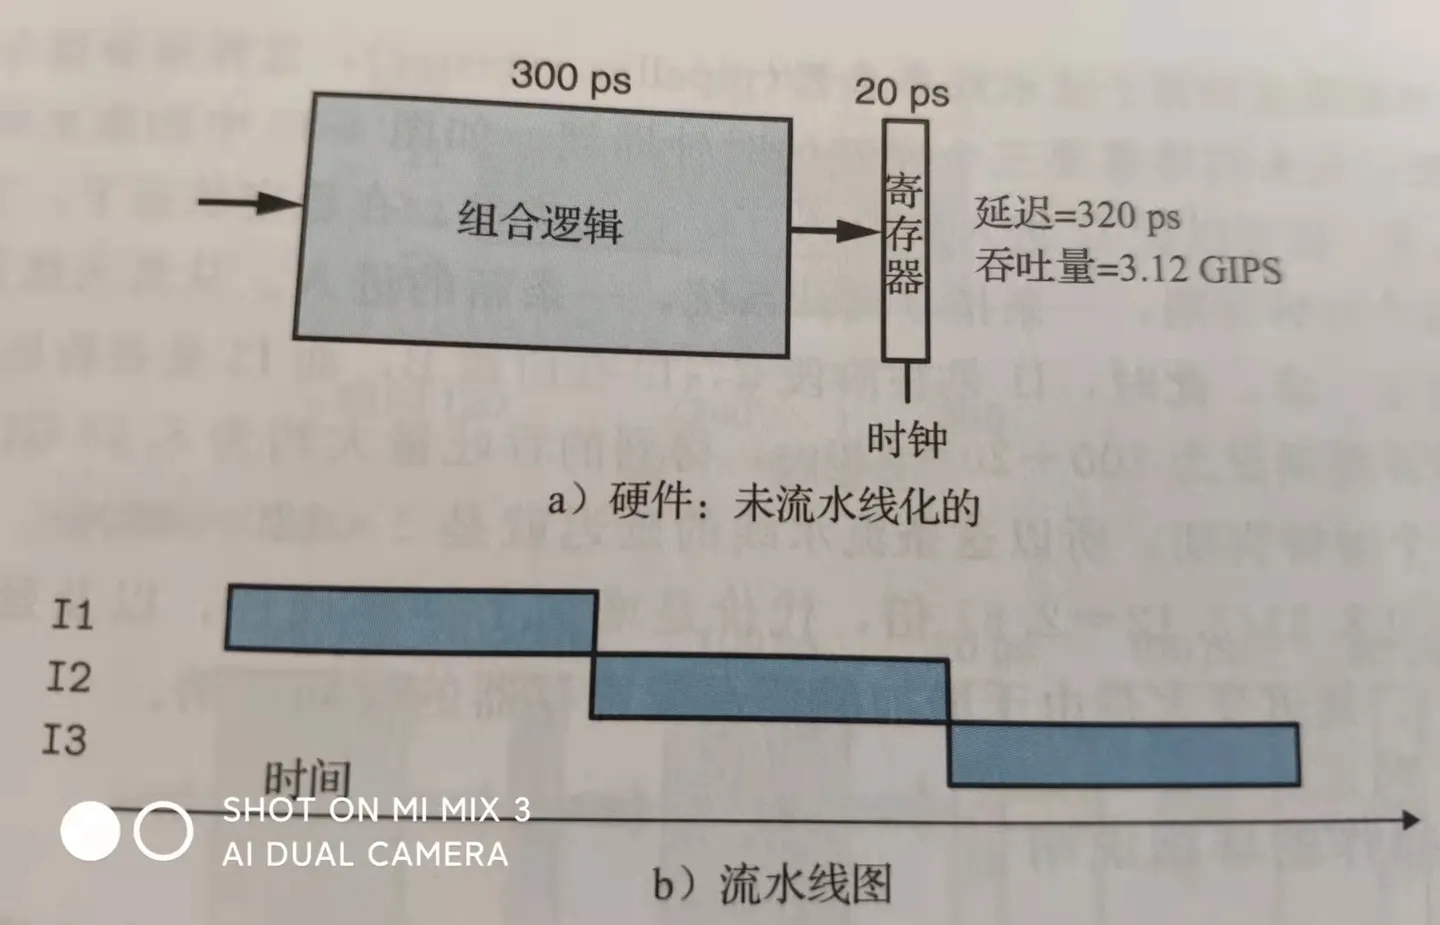 300 ps
20 ps
组合逻辑
寄存器
延迟=320 ps
吞吐量=3.12 GIPS
时钟
a）硬件：未流水线化的
I1
I2
I3
时间
SHOT ON MI MIX 3
AI DUAL CAMERA
b）流水线图